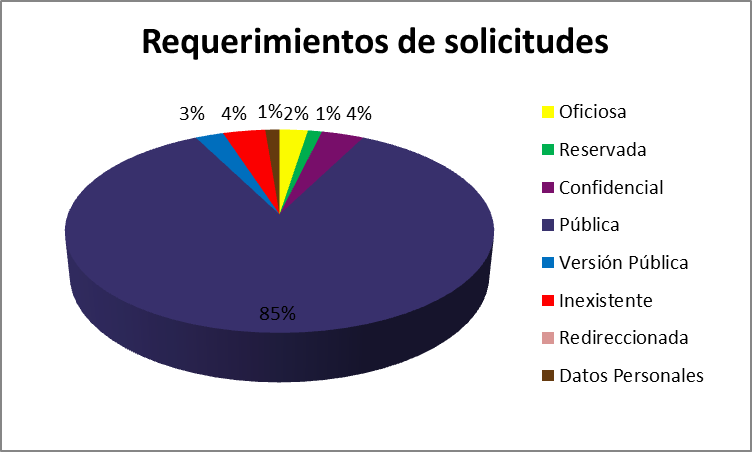 Requerimientos de solicitudes
3% 4% 1% 2% 1% 4%
85%
Oficiosa
Reservada
Confidencial
Pública
Versión Pública
Inexistente
Redireccionada
Datos Personales